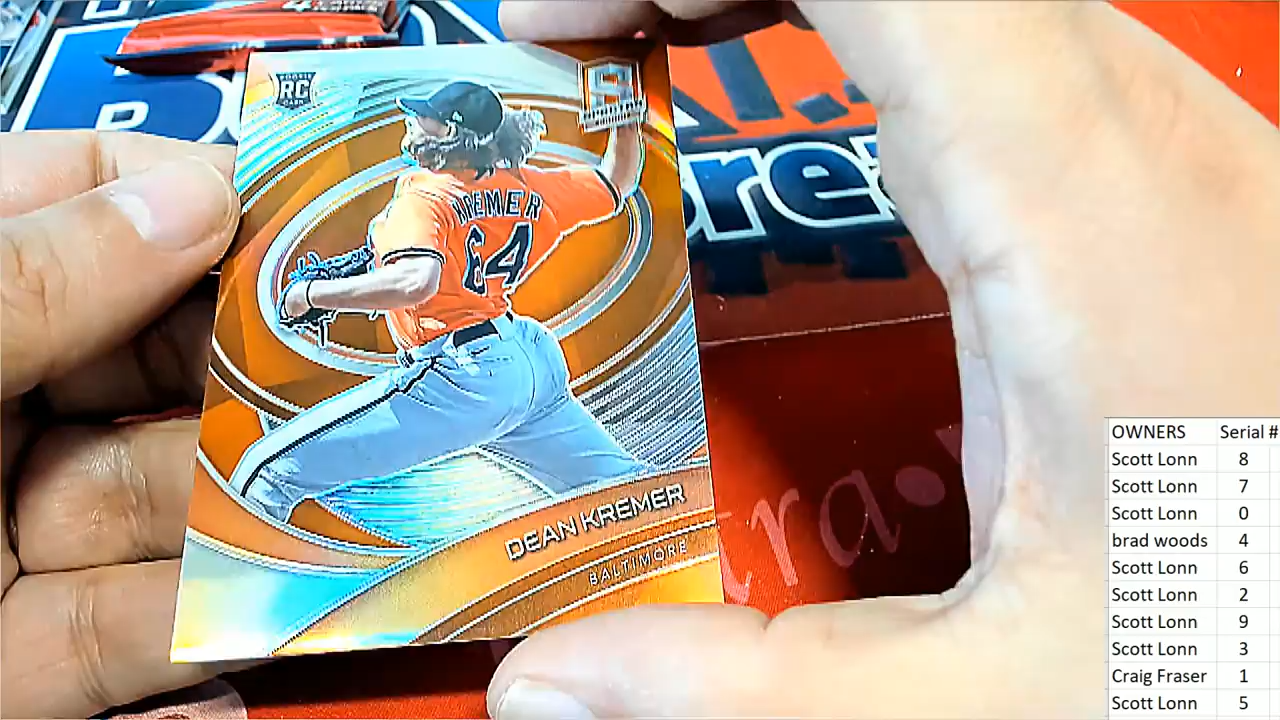 ROOKIE
RC
CARD
KREMER
64
DEAN KREMER
BALTIMORE
OWNERS Serial #
Scott Lonn 8
Scott Lonn 7
Scott Lonn 0
brad woods 4
Scott Lonn 6
Scott Lonn 2
Scott Lonn 9
Scott Lonn 3
Craig Fraser 1
Scott Lonn 5